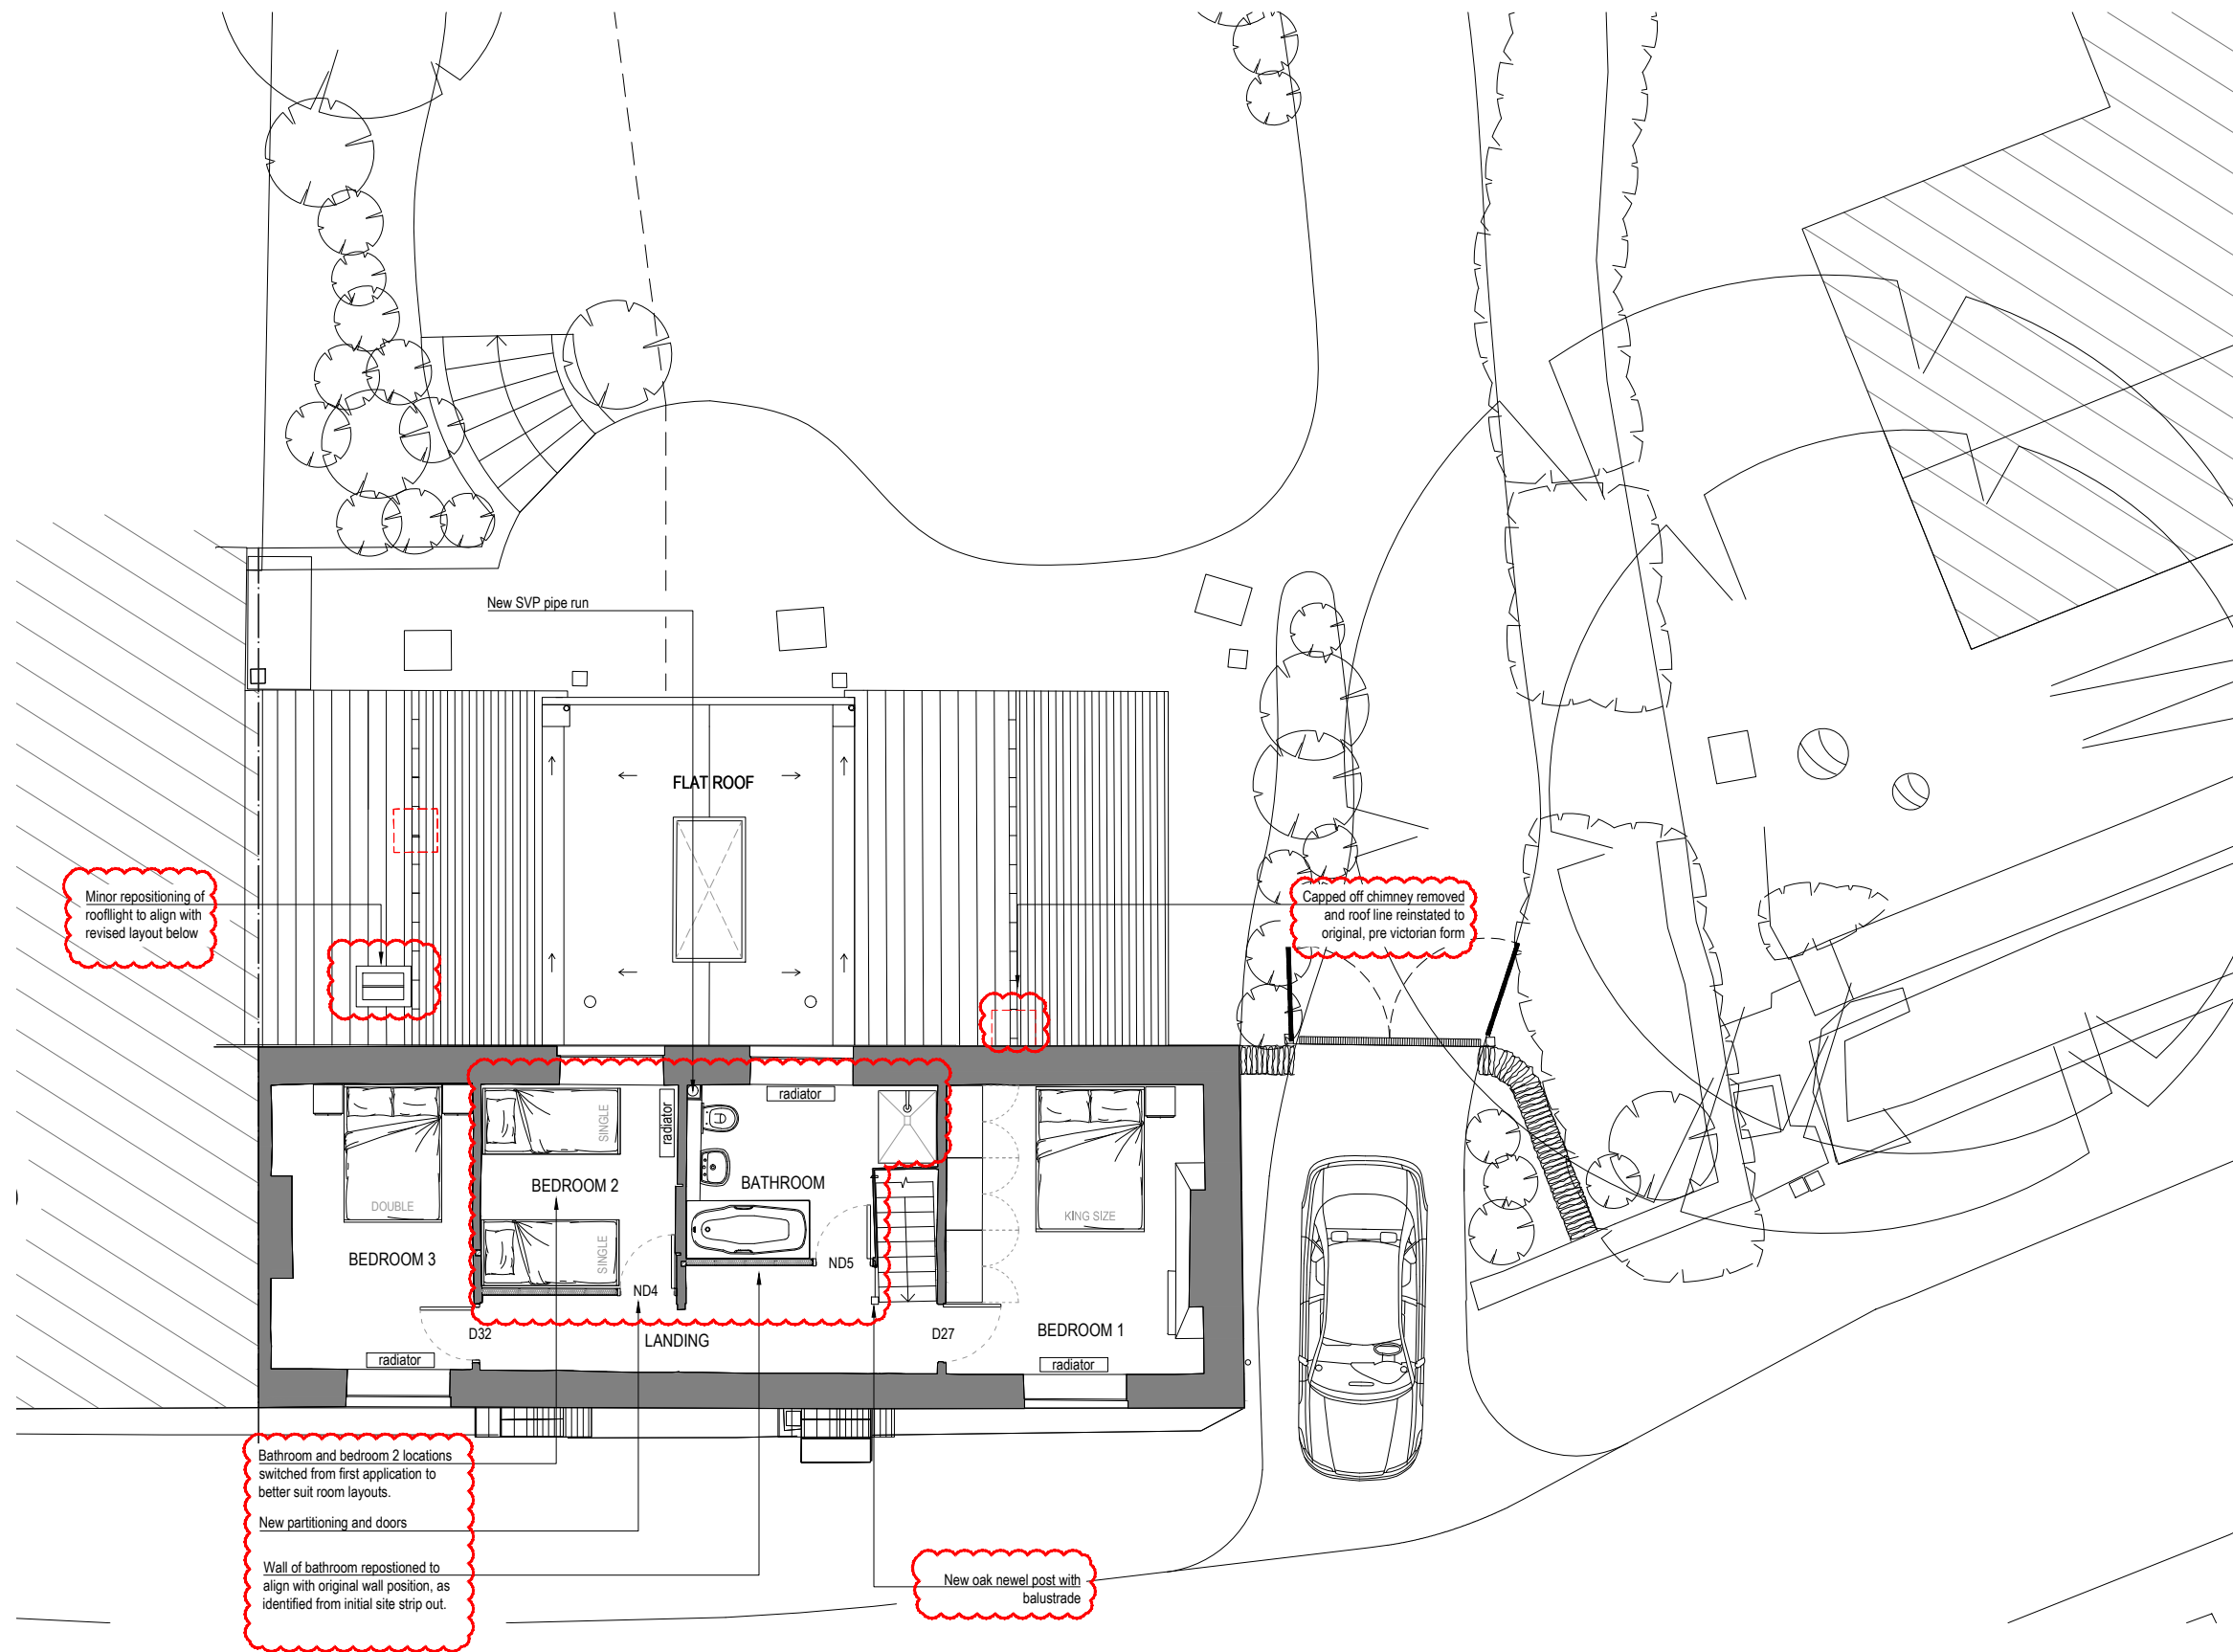 New SVP pipe run
FLAT ROOF
Minor repositioning of
rooflight to align with
revised layout below
Capped off chimney removed
and roof line reinstated to
original, pre victorian form
radiator
SINGLE
radiator
BEDROOM 2
BATHROOM
DOUBLE
KING SIZE
BEDROOM 3
SINGLE
ND5
ND4
D32
LANDING
D27
BEDROOM 1
radiator
radiator
Bathroom and bedroom 2 locations
switched from first application to
better suit room layouts.
New partitioning and doors
Wall of bathroom repostioned to
align with original wall position, as
identified from initial site strip out.
New oak newel post with
balustrade